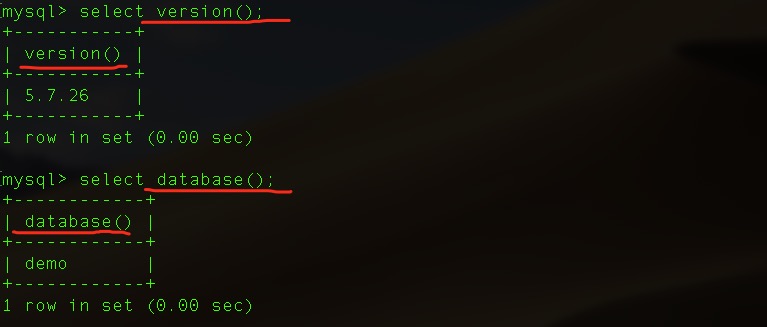 mysql> select version();
+-----------+
| version() |
+-----------+
| 5.7.26    |
+-----------+
1 row in set (0.00 sec)
mysql> select database();
+------------+
| database() |
+------------+
| demo       |
+------------+
1 row in set (0.00 sec)